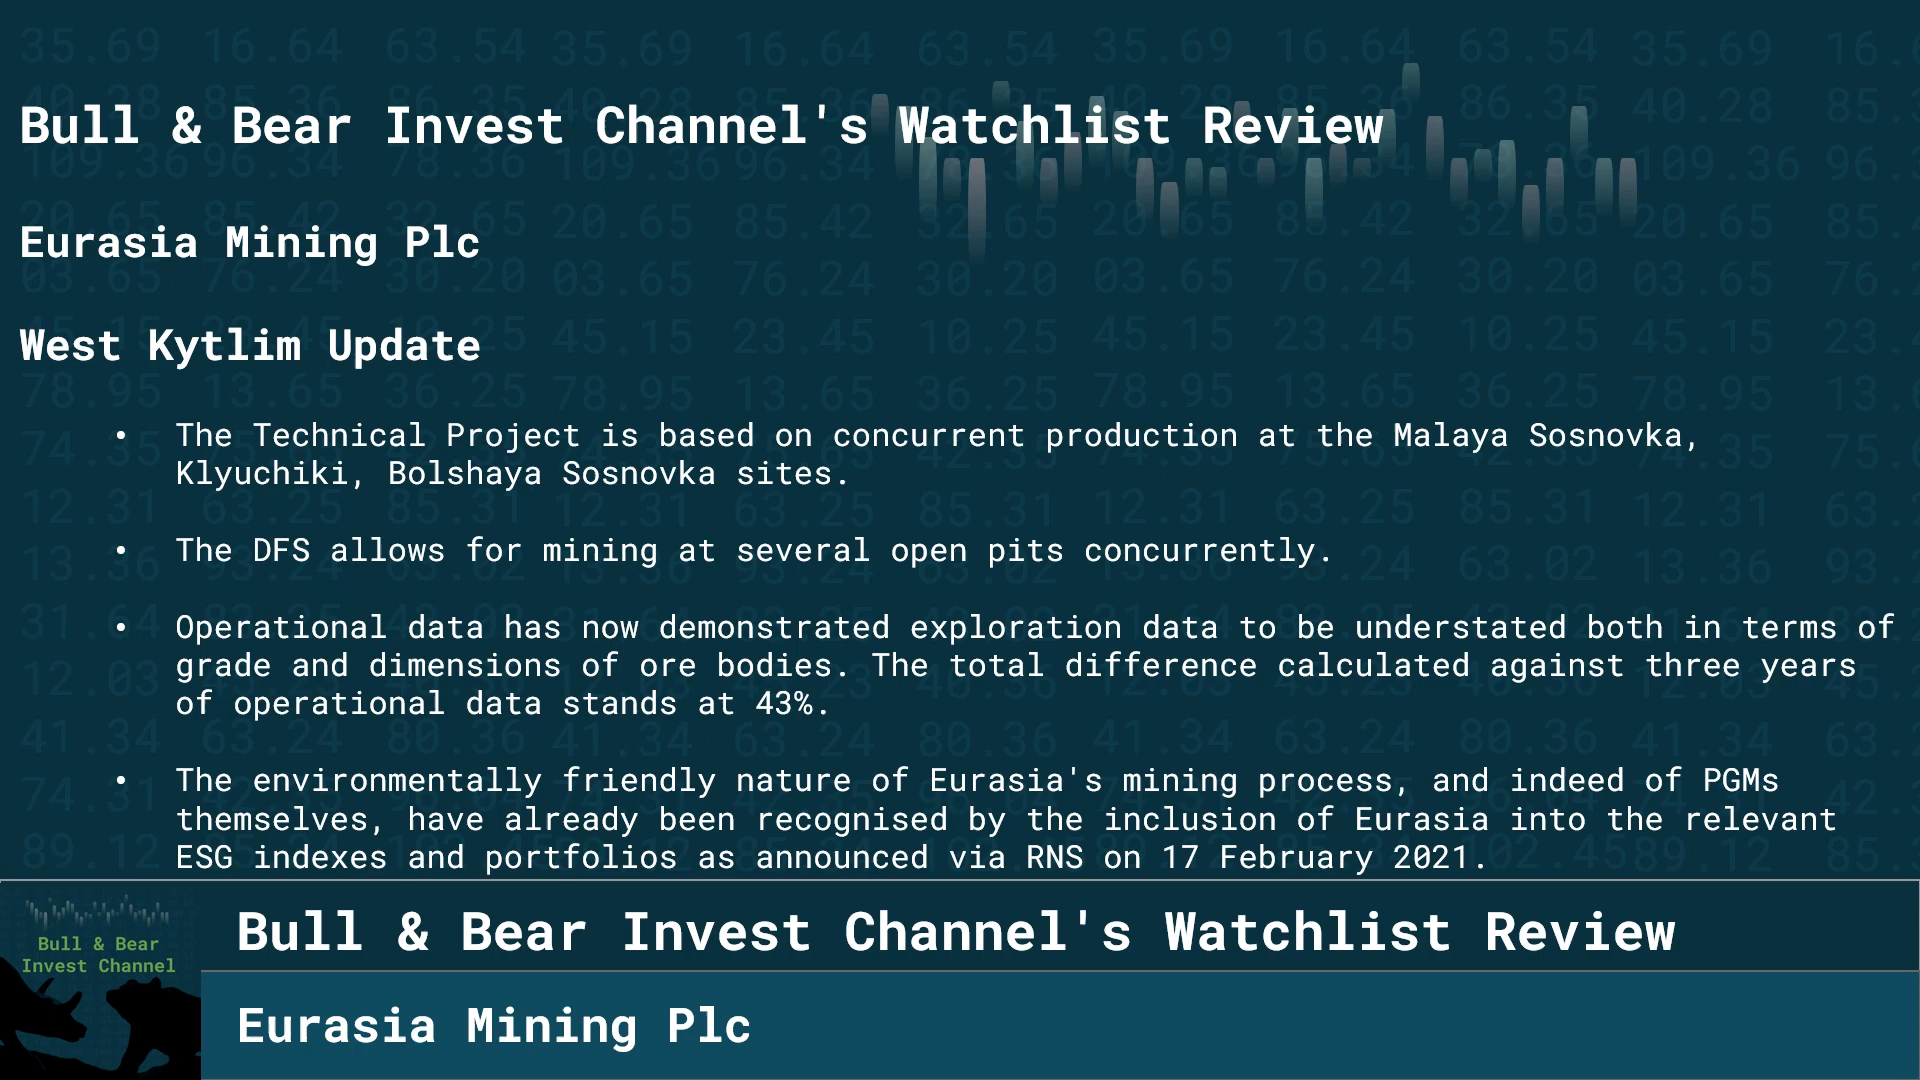 Bull & Bear Invest Channel's Watchlist Review
Eurasia Mining Plc
West Kytlim Update
• The Technical Project is based on concurrent production at the Malaya Sosnovka,
Klyuchiki, Bolshaya Sosnovka sites.
• The DFS allows for mining at several open pits concurrently.
• Operational data has now demonstrated exploration data to be understated both in terms of
grade and dimensions of ore bodies. The total difference calculated against three years
of operational data stands at 43%.
• The environmentally friendly nature of Eurasia's mining process, and indeed of PGMs
themselves, have already been recognised by the inclusion of Eurasia into the relevant
ESG indexes and portfolios as announced via RNS on 17 February 2021.
Bull & Bear
Invest Channel
Bull & Bear Invest Channel's Watchlist Review
Eurasia Mining Plc